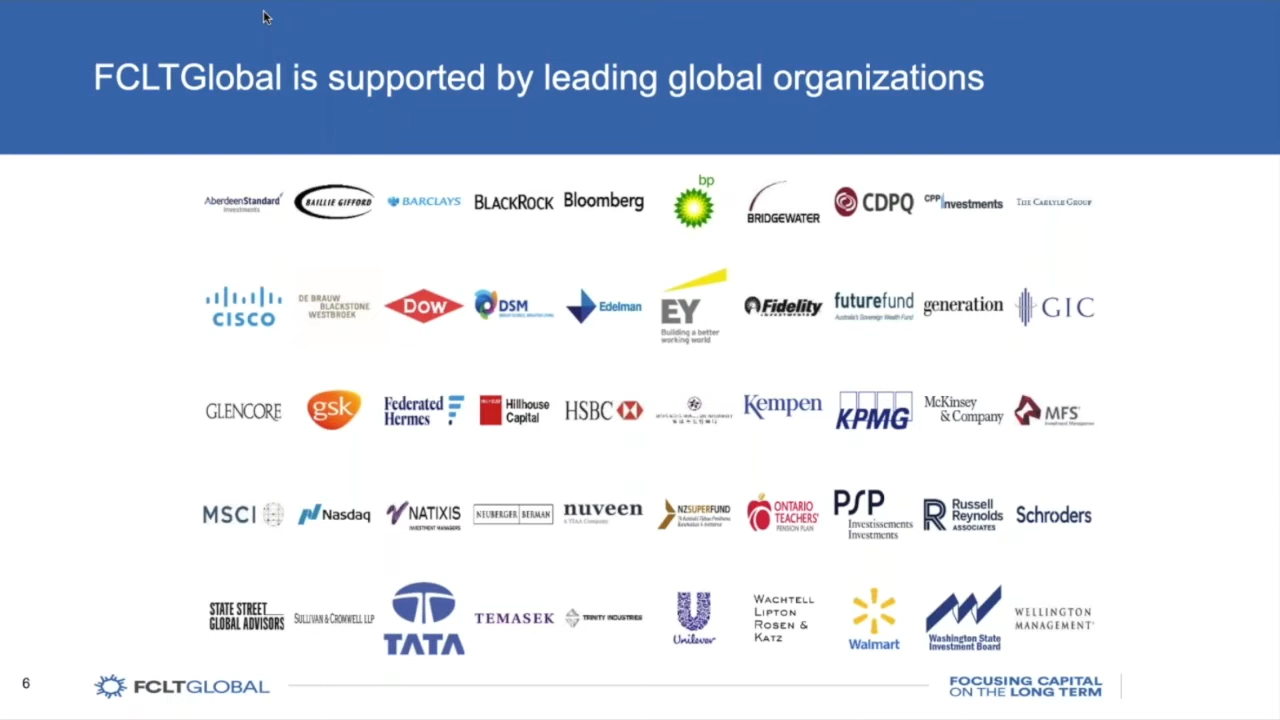 FCLTGlobal is supported by leading global organizations
AberdeenStandard
Investments
BAILLIE GIFFORD
BARCLAYS
BLACKROCK
Bloomberg
bp
BRIDGEWATER
CDPQ
CPP
Investments
THE CARLYLE GROUP
CISCO
DE BRAUW
BLACKSTONE
WESTBROEK
DOW
DSM
Edelman
EY
Building a better
working world
Fidelity
INVESTMENTS
futurefund
Australia's Sovereign Wealth Fund
generation
GIC
GLENCORE
gsk
Federated
Hermes
Hillhouse
Capital
HSBC
Kempen
KPMG
McKinsey
& Company
MFS
Investment Management
MSCI
Nasdaq
NATIXIS
INVESTMENT MANAGERS
NEUBERGER BERMAN
nuveen
A TIAA Company
NZSUPERFUND
ONTARIO
TEACHERS'
PENSION PLAN
PSP
Investissements
Investments
Russell
Reynolds
ASSOCIATES
Schroders
STATE STREET
GLOBAL ADVISORS
SULLIVAN & CROMWELL LLP
TATA
TEMASEK
TRINITY INDUSTRIES
Unilever
WACHTELL
LIPTON
ROSEN &
KATZ
Walmart
Washington State
Investment Board
WELLINGTON
MANAGEMENT
6
FCLTGLOBAL
FOCUSING CAPITAL
ON THE LONG TERM